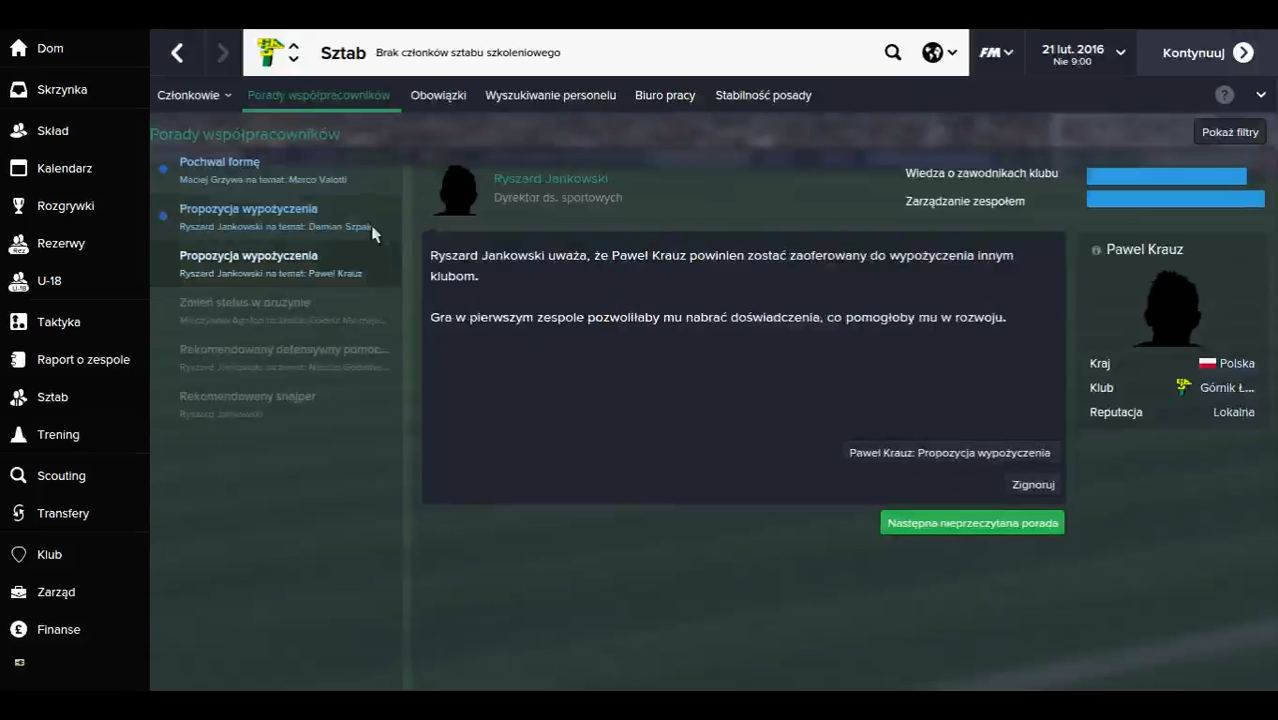 Dom
Skrzynka
Skład
Kalendarz
Rozgrywki
Rezerwy
U-18
Taktyka
Raport o zespole
Sztab
Trening
Scouting
Transfery
Klub
Zarząd
Finanse
Sztab Brak członków sztabu szkoleniowego
FM
21 lut. 2016
Nie 9:00
Kontynuuj
Członkowie Porady współpracowników Obowiązki Wyszukiwanie personelu Biuro pracy Stabilność posady
Porady współpracowników
Pokaż filtry
Pochwal formę
Maciej Grzywa na temat: Marco Valotti
Propozycja wypożyczenia
Ryszard Jankowski na temat: Damian Szpak
Propozycja wypożyczenia
Ryszard Jankowski na temat: Paweł Krauz
Zmień status w drużynie
Rekomendowany defensywny pomoc...
Rekomendowany snajper
Ryszard Jankowski
Ryszard Jankowski
Dyrektor ds. sportowych
Wiedza o zawodnikach klubu
Zarządzanie zespołem
Ryszard Jankowski uważa, że Paweł Krauz powinien zostać zaoferowany do wypożyczenia innym
klubom.
Gra w pierwszym zespole pozwoliłaby mu nabrać doświadczenia, co pomogłoby mu w rozwoju.
Paweł Krauz: Propozycja wypożyczenia
Zignoruj
Następna nieprzeczytana porada
Paweł Krauz
Kraj Polska
Klub Górnik Ł...
Reputacja Lokalna